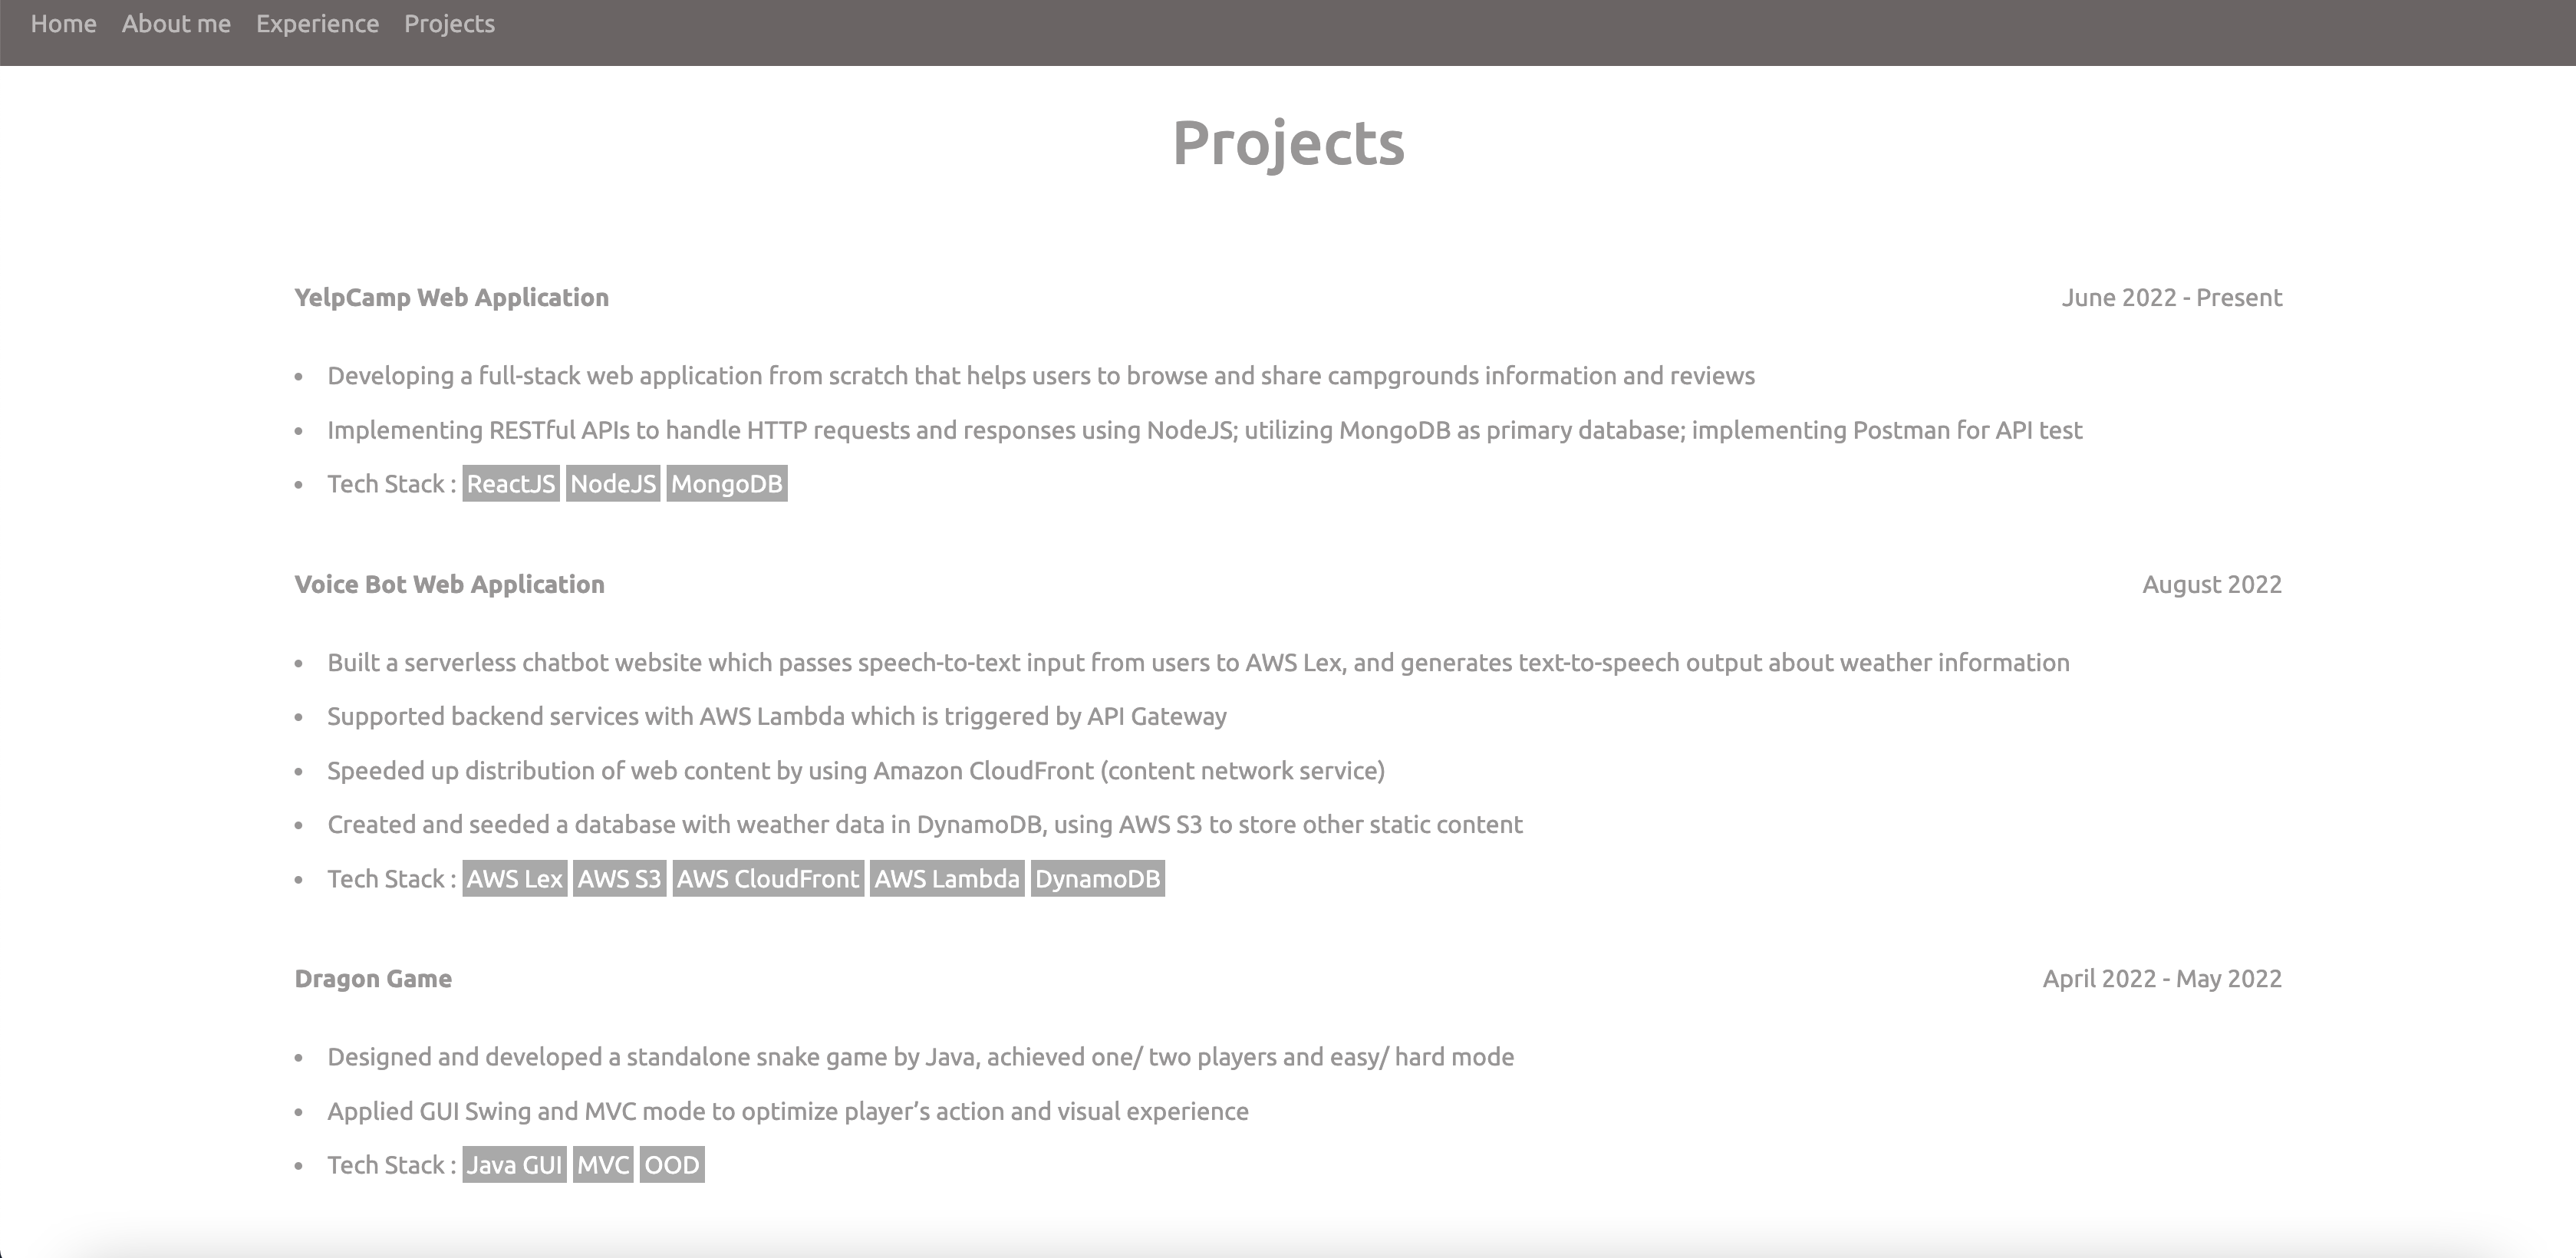 Home About me Experience Projects
Projects
YelpCamp Web Application June 2022 - Present
• Developing a full-stack web application from scratch that helps users to browse and share campgrounds information and reviews
• Implementing RESTful APIs to handle HTTP requests and responses using NodeJS; utilizing MongoDB as primary database; implementing Postman for API test
• Tech Stack : ReactJS NodeJS MongoDB
Voice Bot Web Application August 2022
• Built a serverless chatbot website which passes speech-to-text input from users to AWS Lex, and generates text-to-speech output about weather information
• Supported backend services with AWS Lambda which is triggered by API Gateway
• Speeded up distribution of web content by using Amazon CloudFront (content network service)
• Created and seeded a database with weather data in DynamoDB, using AWS S3 to store other static content
• Tech Stack : AWS Lex AWS S3 AWS CloudFront AWS Lambda DynamoDB
Dragon Game April 2022 - May 2022
• Designed and developed a standalone snake game by Java, achieved one/ two players and easy/ hard mode
• Applied GUI Swing and MVC mode to optimize player’s action and visual experience
• Tech Stack : Java GUI MVC OOD